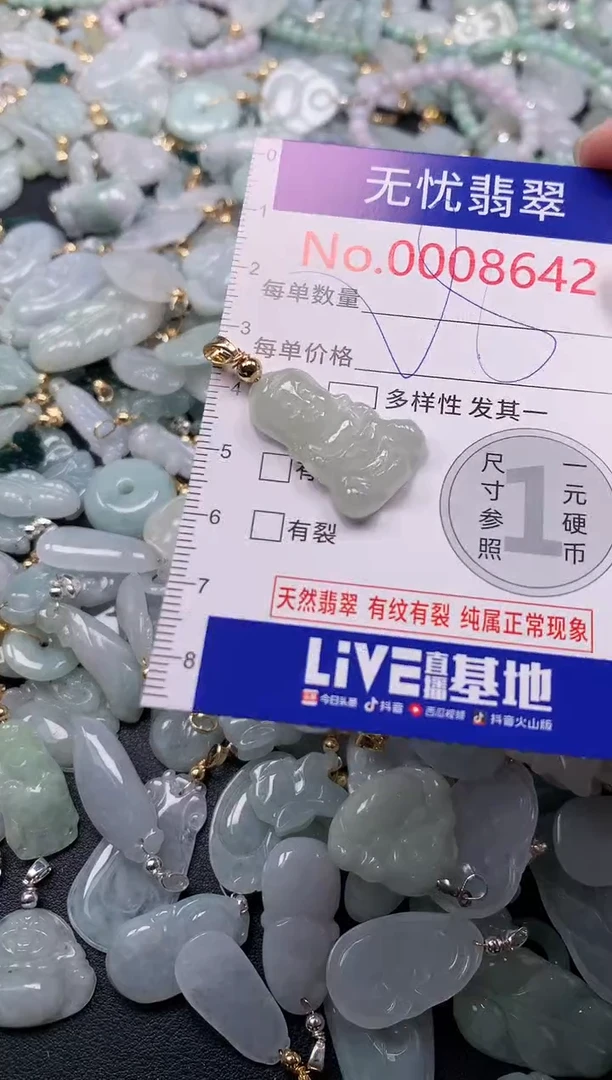 0
无忧翡翠
1
No.0008642
2
每单数量
3
每单价格
4
多样性 发其一
5
有
尺寸参照
1
一元硬币
6
有裂
7
天然翡翠 有纹有裂 纯属正常现象
8
LiVE直播基地
今日头条 抖音 西瓜视频 抖音火山版